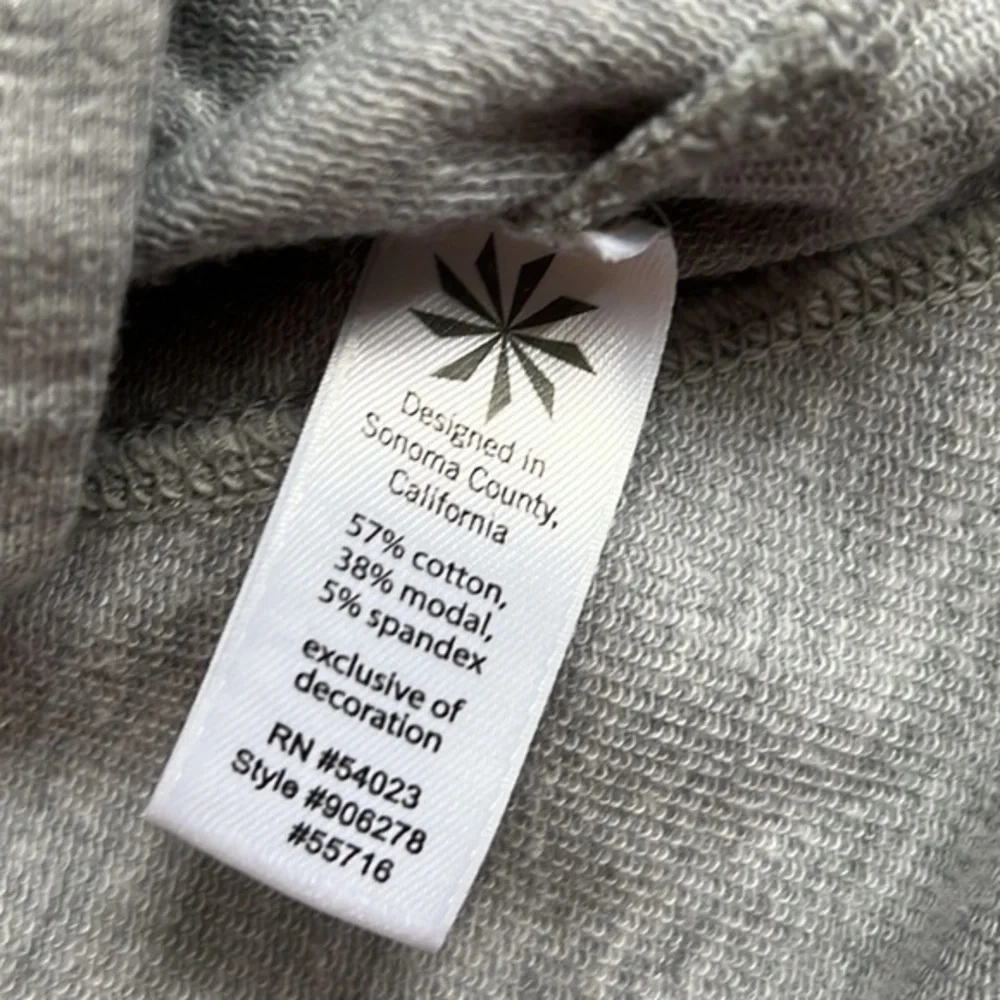 Designed in
Sonoma County,
California
57% cotton,
38% modal,
5% spandex
exclusive of
decoration
RN #54023
Style #906278
#55716